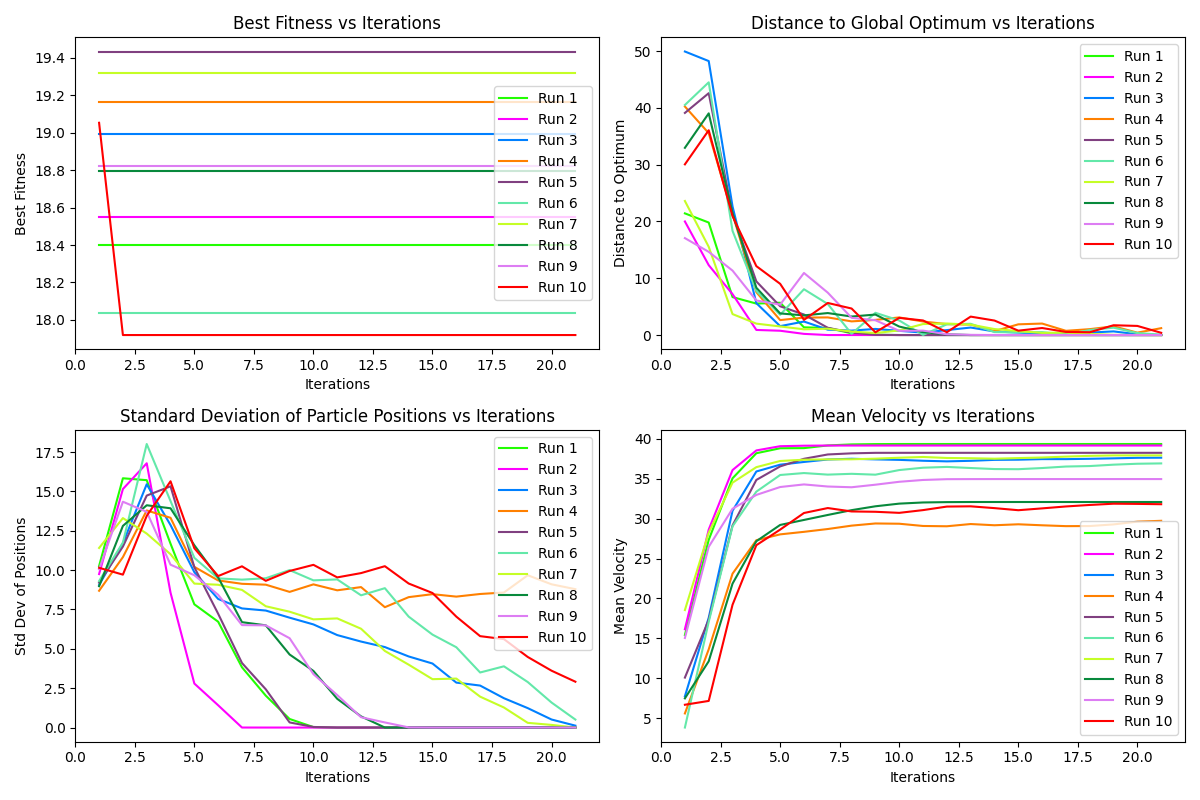 Best Fitness vs Iterations
Best Fitness
19.4
19.2
19.0
18.8
18.6
18.4
18.2
18.0
0.0 2.5 5.0 7.5 10.0 12.5 15.0 17.5 20.0
Iterations
Run 1
Run 2
Run 3
Run 4
Run 5
Run 6
Run 7
Run 8
Run 9
Run 10
Distance to Global Optimum vs Iterations
Distance to Optimum
50
40
30
20
10
0
0.0 2.5 5.0 7.5 10.0 12.5 15.0 17.5 20.0
Iterations
Run 1
Run 2
Run 3
Run 4
Run 5
Run 6
Run 7
Run 8
Run 9
Run 10
Standard Deviation of Particle Positions vs Iterations
Std Dev of Positions
17.5
15.0
12.5
10.0
7.5
5.0
2.5
0.0
0.0 2.5 5.0 7.5 10.0 12.5 15.0 17.5 20.0
Iterations
Run 1
Run 2
Run 3
Run 4
Run 5
Run 6
Run 7
Run 8
Run 9
Run 10
Mean Velocity vs Iterations
Mean Velocity
40
35
30
25
20
15
10
5
0.0 2.5 5.0 7.5 10.0 12.5 15.0 17.5 20.0
Iterations
Run 1
Run 2
Run 3
Run 4
Run 5
Run 6
Run 7
Run 8
Run 9
Run 10